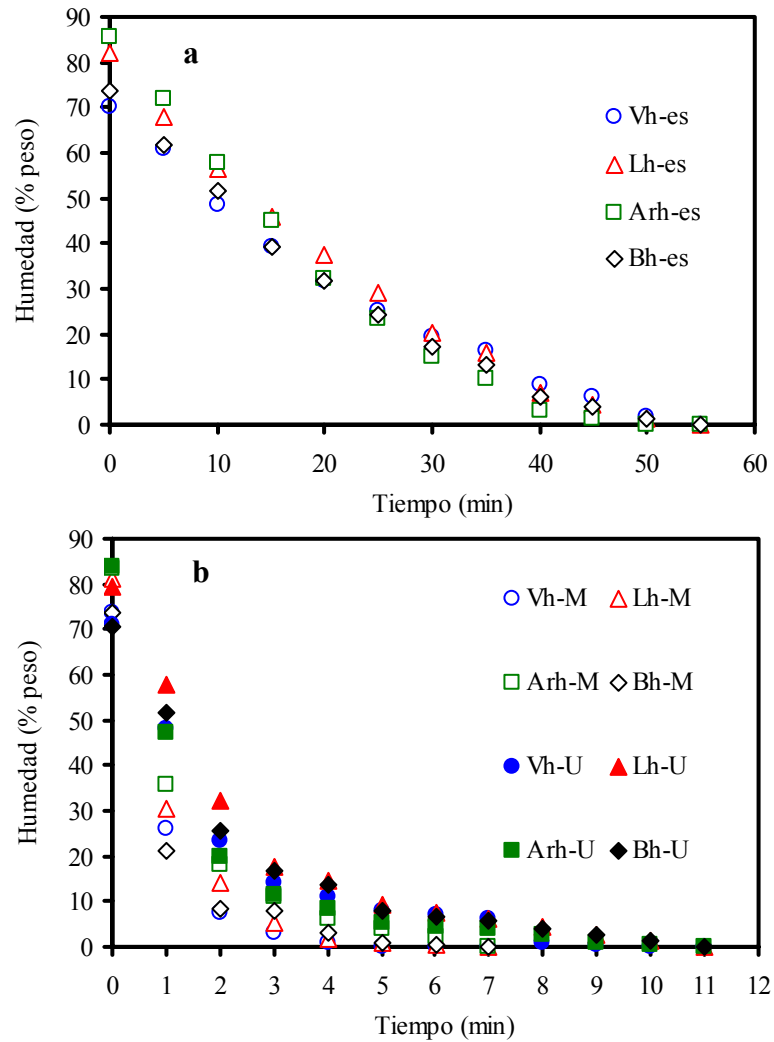 90
80
70
60
50
40
30
20
10
0
Humedad (% peso)
a
Vh-es
Lh-es
Arh-es
Bh-es
0 10 20 30 40 50 60
Tiempo (min)
90
80
70
60
50
40
30
20
10
0
Humedad (% peso)
b
Vh-M Lh-M
Arh-M Bh-M
Vh-U Lh-U
Arh-U Bh-U
0 1 2 3 4 5 6 7 8 9 10 11 12
Tiempo (min)